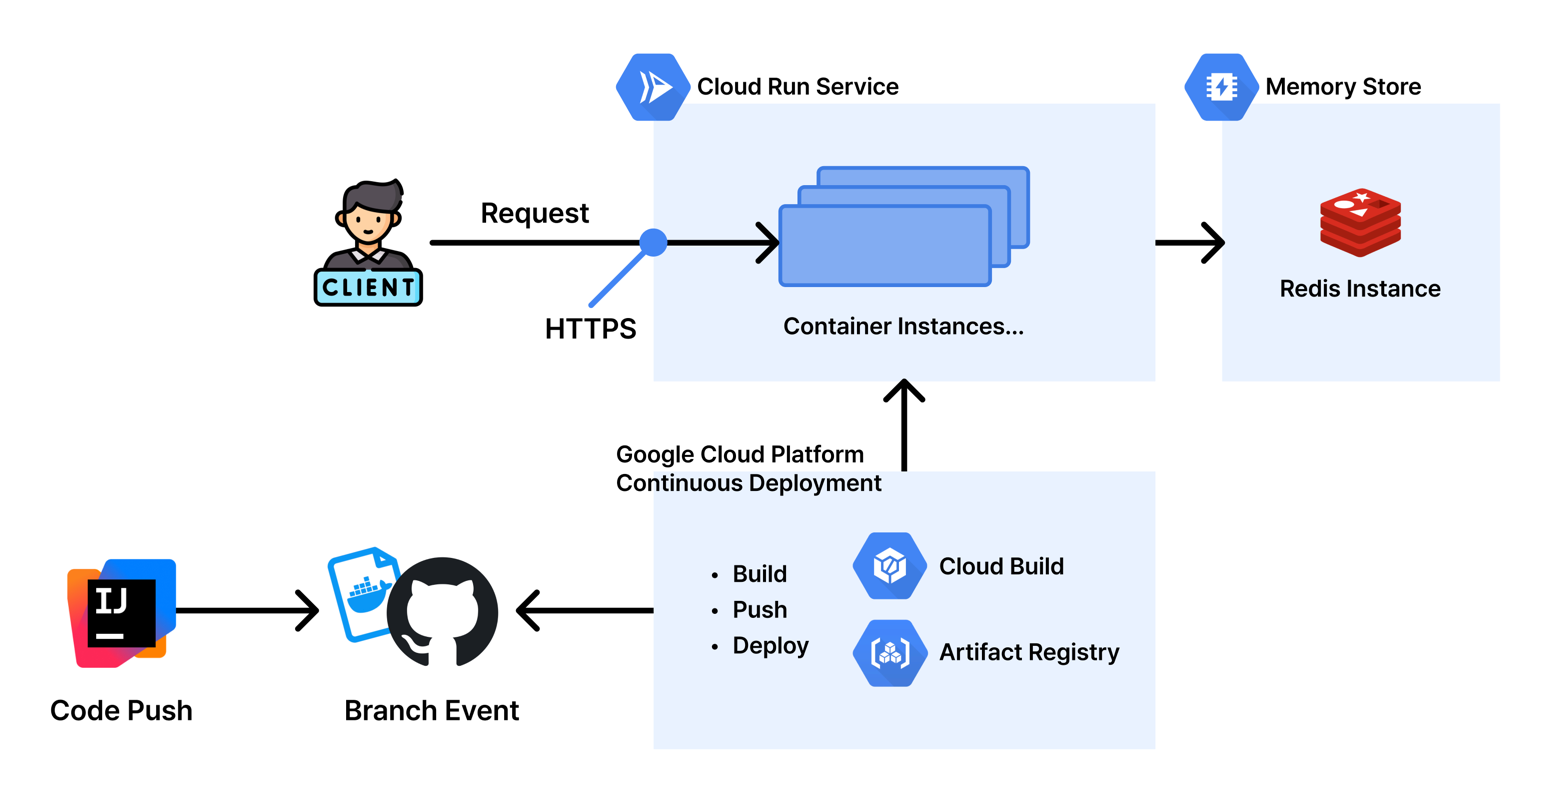 Cloud Run Service
Memory Store
Request
CLIENT
HTTPS
Container Instances...
Redis Instance
Google Cloud Platform
Continuous Deployment
• Build
• Push
• Deploy
Cloud Build
Artifact Registry
IJ
Code Push
Branch Event